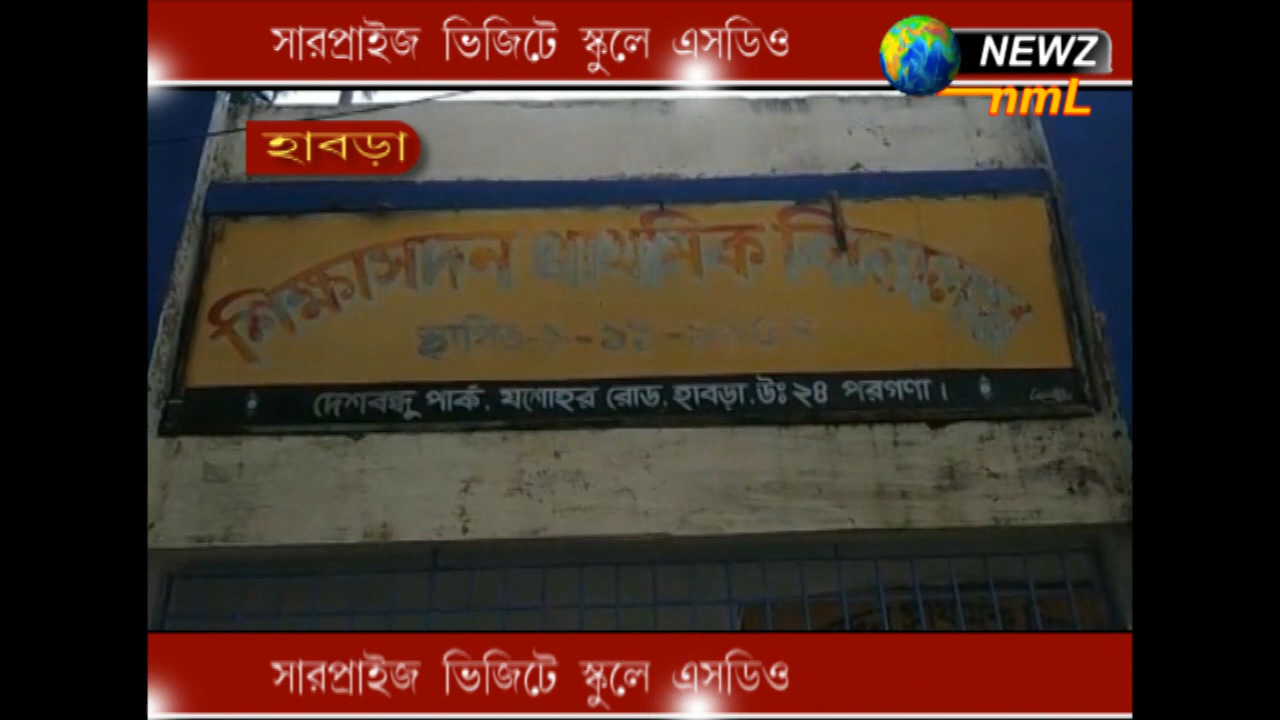 সারপ্রাইজ ভিজিটে স্কুলে এসডিও
NEWZ
nmL
হাবড়া
শিক্ষাসদন প্রাথমিক বিদ্যালয়
স্থাপিত
দেশবন্ধু পার্ক, যশোহর রোড, হাবড়া, উঃ ২৪ পরগণা।
সারপ্রাইজ ভিজিটে স্কুলে এসডিও